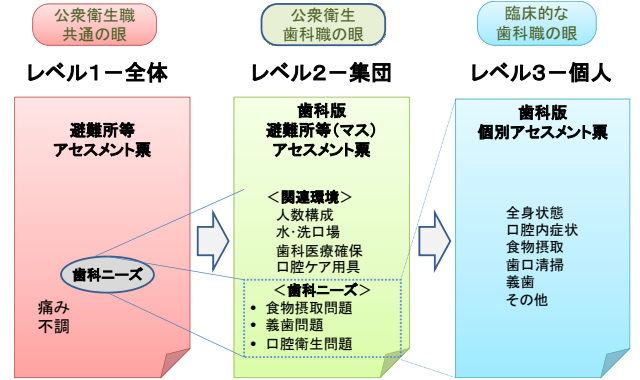 公衆衛生職
共通の眼
レベル1－全体
避難所等
アセスメント票
歯科ニーズ
痛み
不調
公衆衛生
歯科職の眼
レベル2－集団
歯科版
避難所等（マス）
アセスメント票
＜関連環境＞
人数構成
水・洗口場
歯科医療確保
口腔ケア用具
＜歯科ニーズ＞
• 食物摂取問題
• 義歯問題
• 口腔衛生問題
臨床的な
歯科職の眼
レベル3－個人
歯科版
個別アセスメント票
全身状態
口腔内症状
食物摂取
歯口清掃
義歯
その他